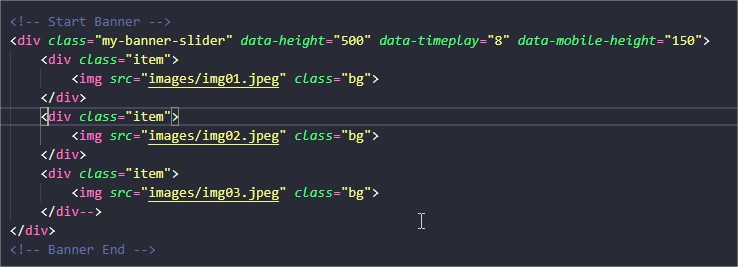 <!-- Start Banner -->
<div class="my-banner-slider" data-height="500" data-timeplay="8" data-mobile-height="150">
<div class="item">
<img src="images/img01.jpeg" class="bg">
</div>
<div class="item">
<img src="images/img02.jpeg" class="bg">
</div>
<div class="item">
<img src="images/img03.jpeg" class="bg">
</div-->
</div>
<!-- Banner End -->